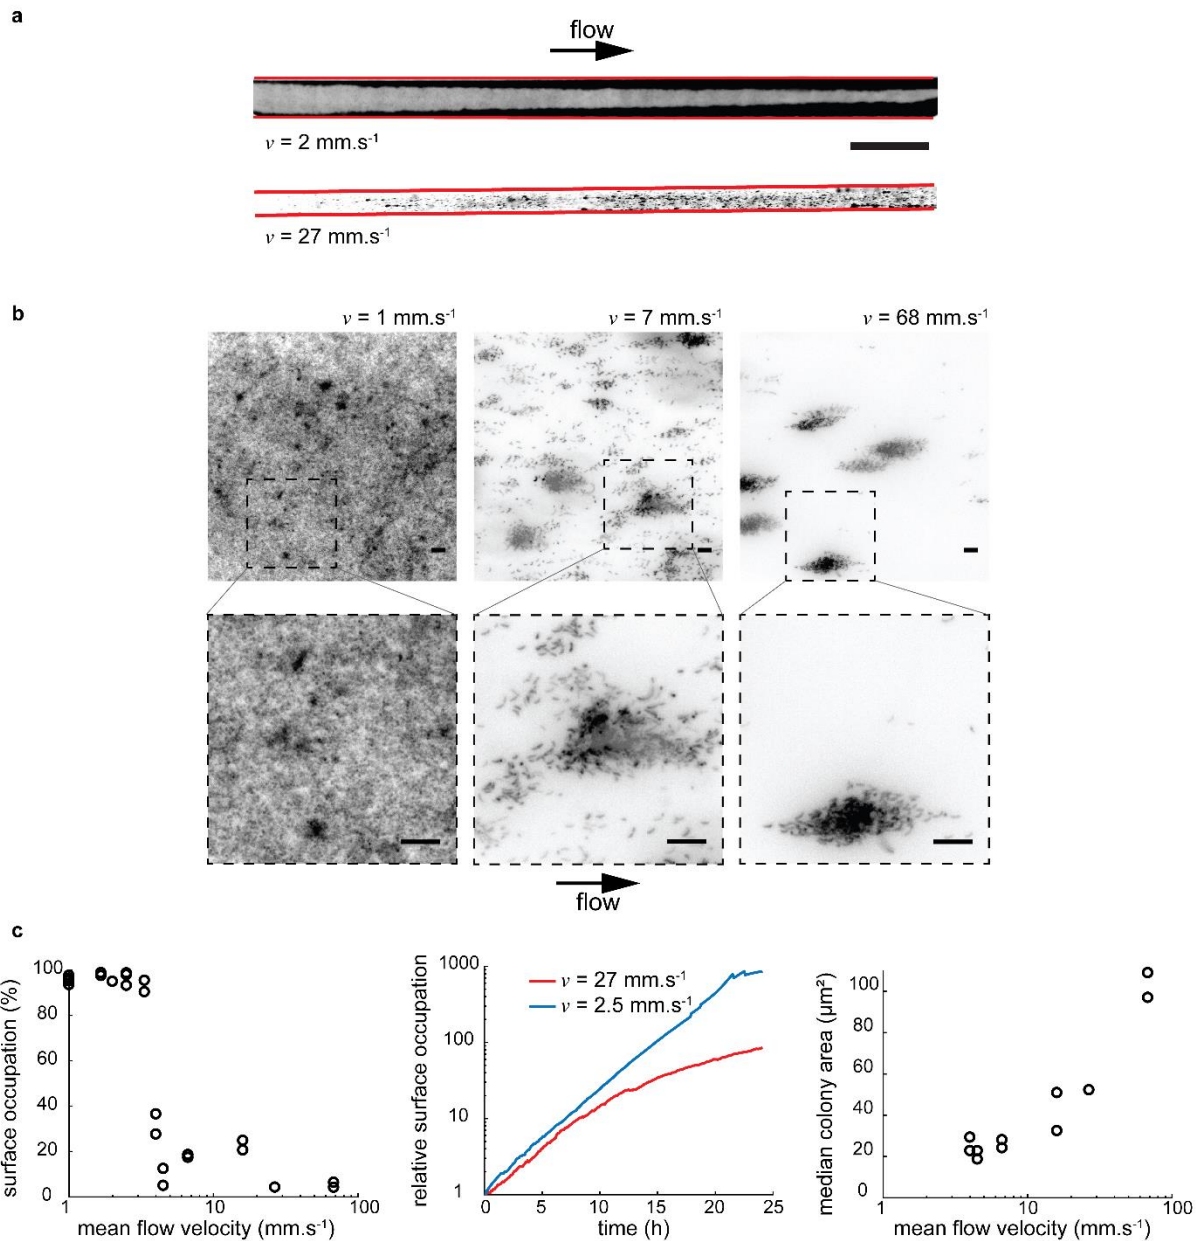 a
flow
v = 2 mm.s⁻¹
v = 27 mm.s⁻¹
b
v = 1 mm.s⁻¹
v = 7 mm.s⁻¹
v = 68 mm.s⁻¹
flow
c
surface occupation (%)
100
80
60
40
20
0
1
10
100
mean flow velocity (mm.s⁻¹)
relative surface occupation
1000
100
10
1
v = 27 mm.s⁻¹
v = 2.5 mm.s⁻¹
0
5
10
15
20
25
time (h)
median colony area (µm²)
100
80
60
40
20
0
1
10
100
mean flow velocity (mm.s⁻¹)